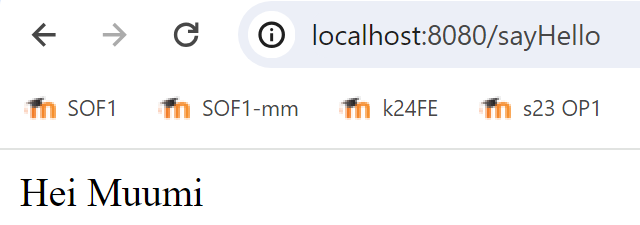 localhost:8080/sayHello
SOF1 SOF1-mm k24FE s23 OP1
Hei Muumi